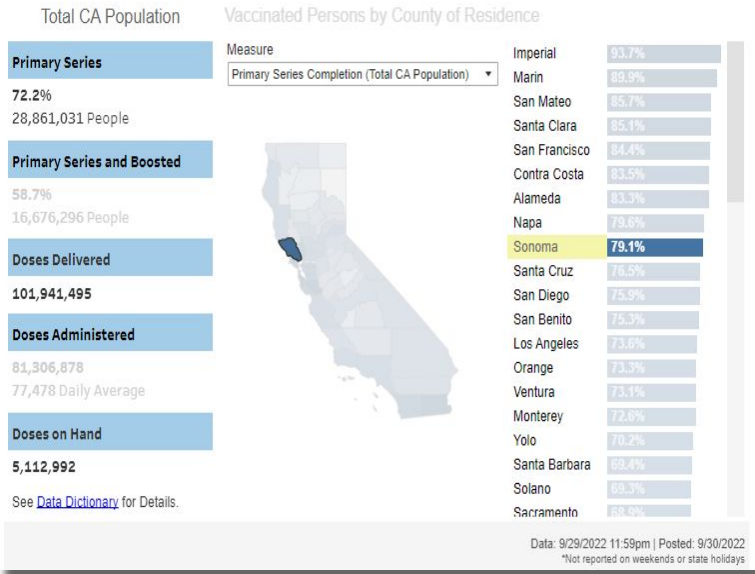 Total CA Population
Vaccinated Persons by County of Residence
Primary Series
72.2%
28,861,031 People
Primary Series and Boosted
58.7%
16,676,296 People
Doses Delivered
101,941,495
Doses Administered
81,306,878
77,478 Daily Average
Doses on Hand
5,112,992
See Data Dictionary for Details.
Measure
Primary Series Completion (Total CA Population)
Imperial 93.7%
Marin 89.9%
San Mateo 85.7%
Santa Clara 85.1%
San Francisco 84.4%
Contra Costa 83.5%
Alameda 83.3%
Napa 79.6%
Sonoma 79.1%
Santa Cruz 76.5%
San Diego 75.9%
San Benito 75.3%
Los Angeles 73.6%
Orange 73.3%
Ventura 73.1%
Monterey 72.6%
Yolo 70.2%
Santa Barbara 69.4%
Solano 69.3%
Sacramento 68.9%
Data: 9/29/2022 11:59pm | Posted: 9/30/2022
*Not reported on weekends or state holidays